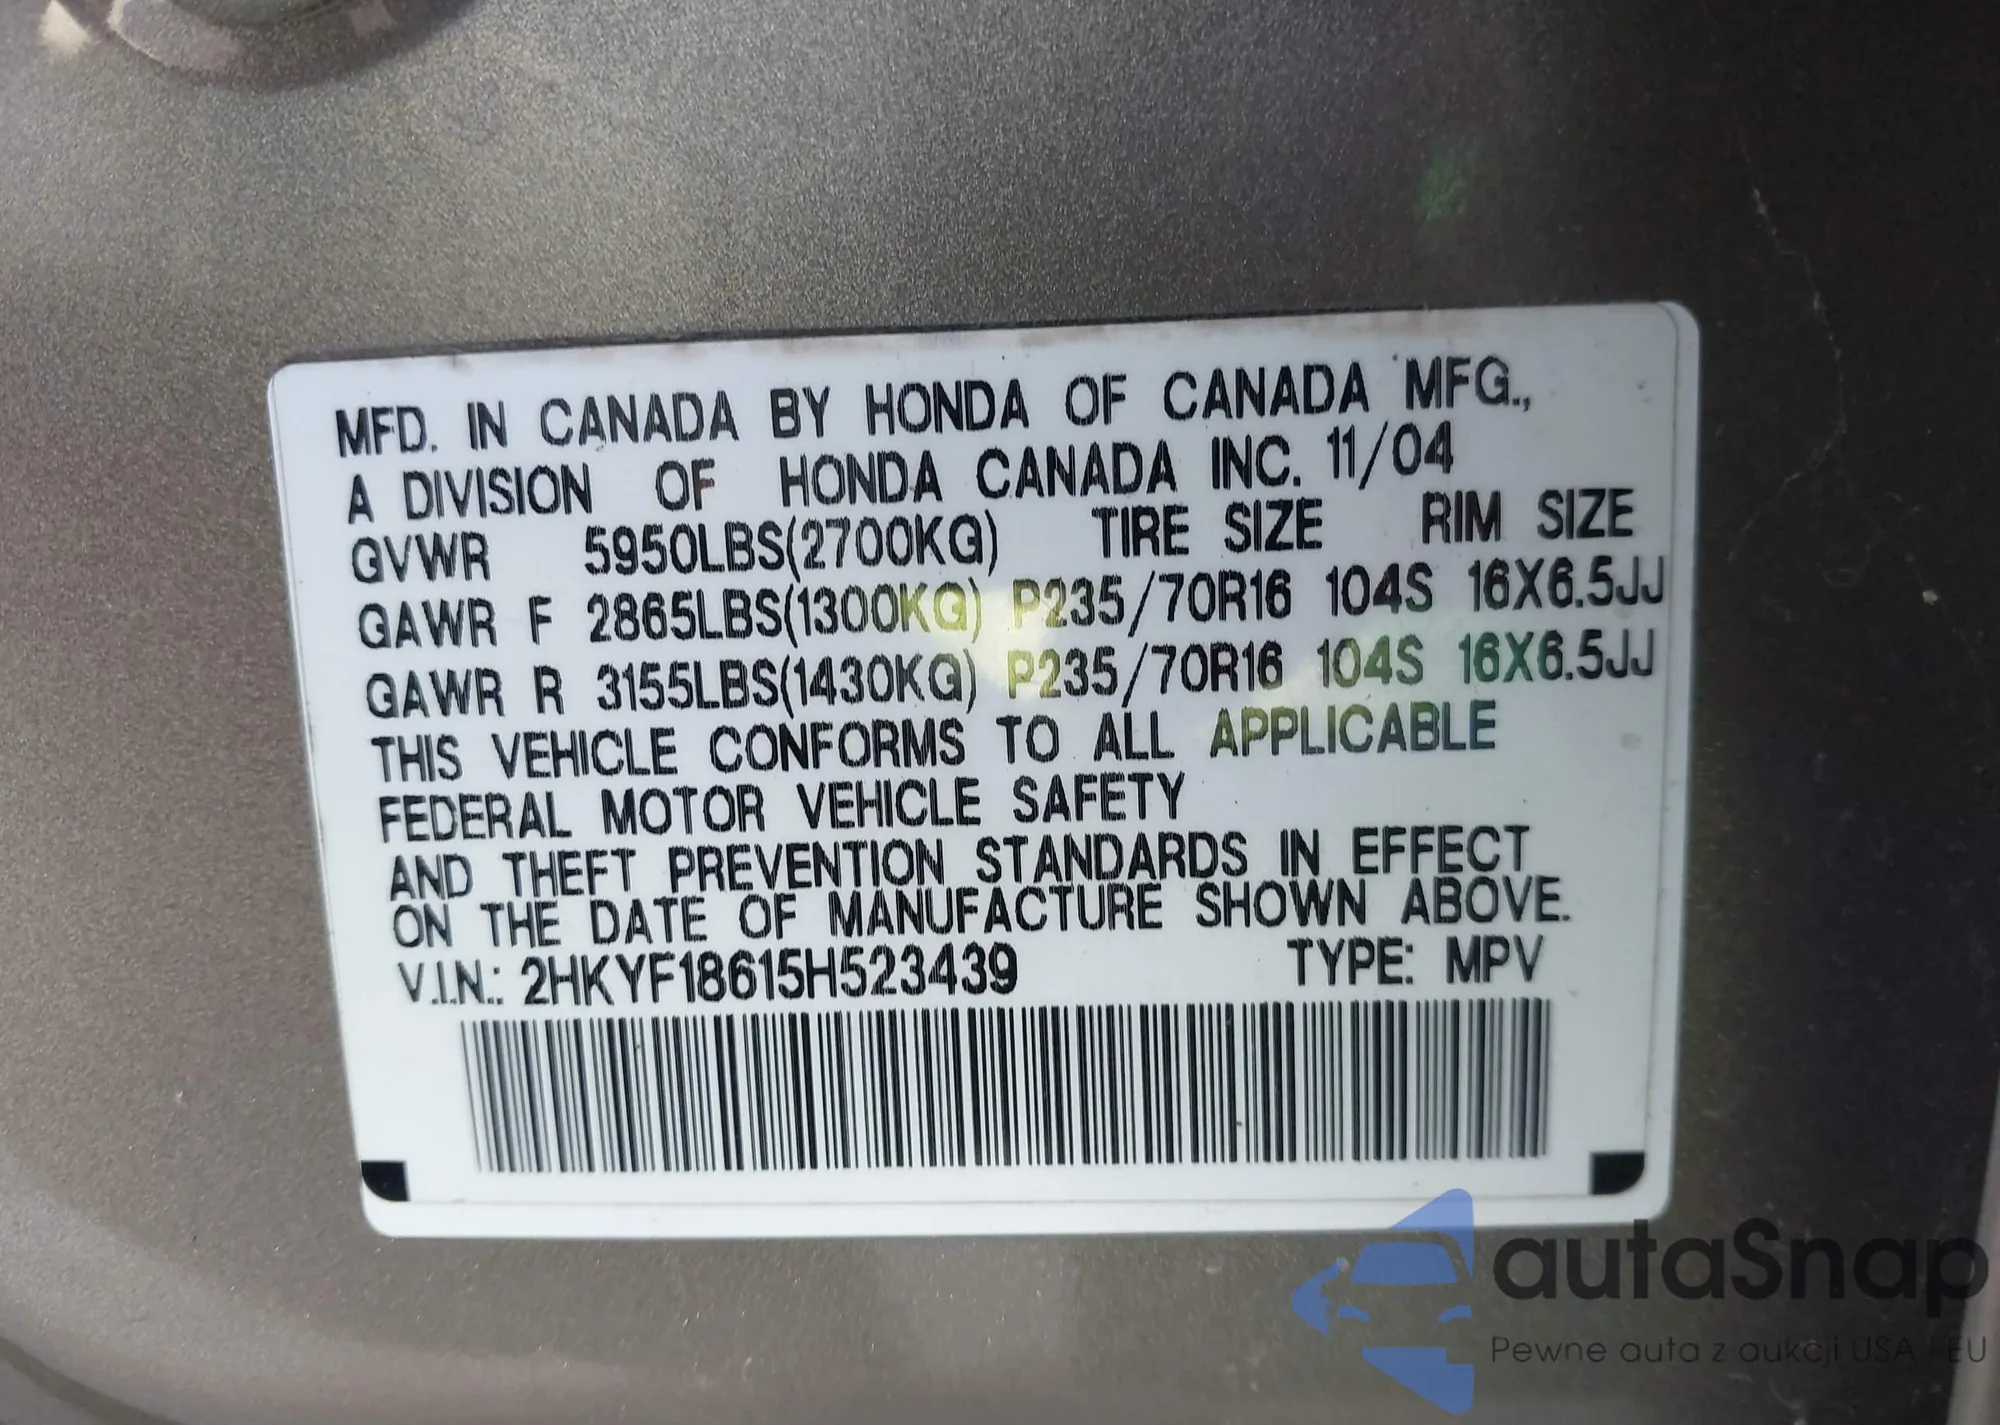 MFD. IN CANADA BY HONDA OF CANADA MFG.,
A DIVISION OF HONDA CANADA INC. 11/04
GVWR 5950LBS(2700KG) TIRE SIZE RIM SIZE
GAWR F 2865LBS(1300KG) P235/70R16 104S 16X6.5JJ
GAWR R 3155LBS(1430KG) P235/70R16 104S 16X6.5JJ
THIS VEHICLE CONFORMS TO ALL APPLICABLE
FEDERAL MOTOR VEHICLE SAFETY
AND THEFT PREVENTION STANDARDS IN EFFECT
ON THE DATE OF MANUFACTURE SHOWN ABOVE.
V.I.N.: 2HKYF18615H523439 TYPE: MPV
autaSnap
Pewne auta z aukcji USA i EU